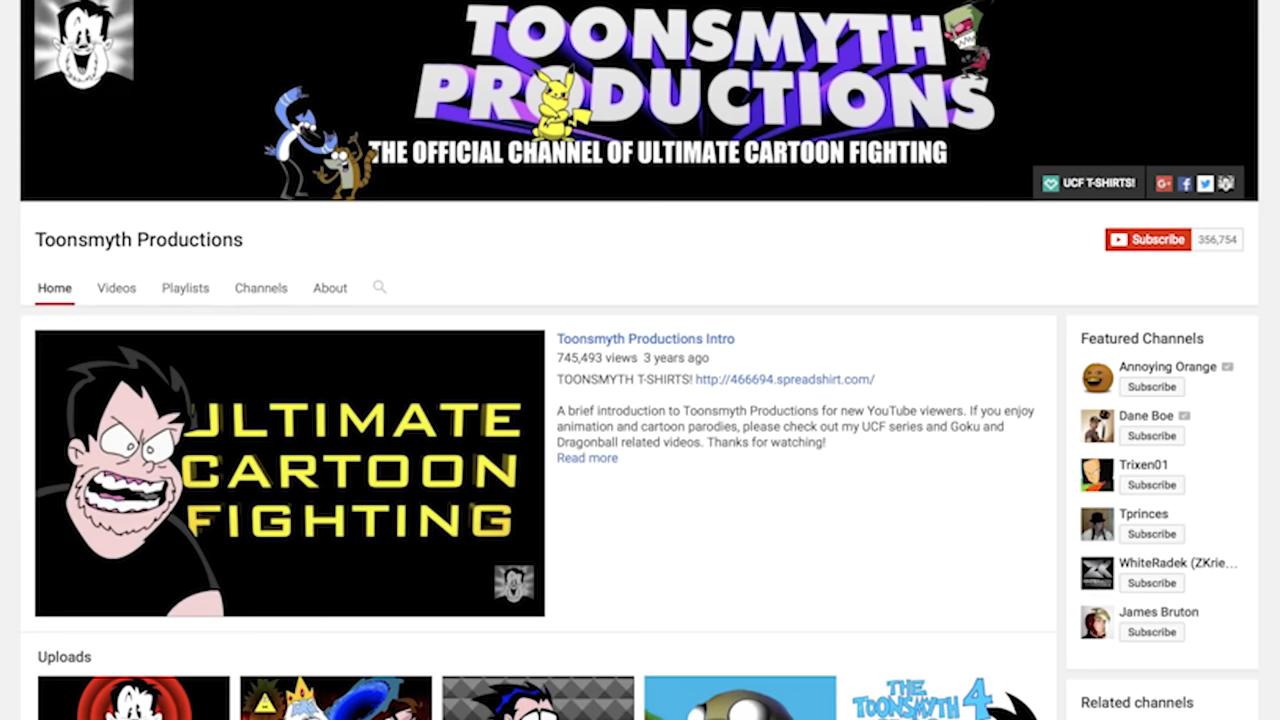 TOONSMYTH
PRODUCTIONS
THE OFFICIAL CHANNEL OF ULTIMATE CARTOON FIGHTING
UCF T-SHIRTS!
Toonsmyth Productions
Subscribe 356,754
Home Videos Playlists Channels About
ULTIMATE
CARTOON
FIGHTING
Toonsmyth Productions Intro
745,493 views 3 years ago
TOONSMYTH T-SHIRTS! http://466694.spreadshirt.com/
A brief introduction to Toonsmyth Productions for new YouTube viewers. If you enjoy
animation and cartoon parodies, please check out my UCF series and Goku and
Dragonball related videos. Thanks for watching!
Read more
Featured Channels
Annoying Orange
Subscribe
Dane Boe
Subscribe
Trixen01
Subscribe
Tprinces
Subscribe
WhiteRadek (ZKrie...
Subscribe
James Bruton
Subscribe
Uploads
THE
TOONSMYTH 4
Related channels